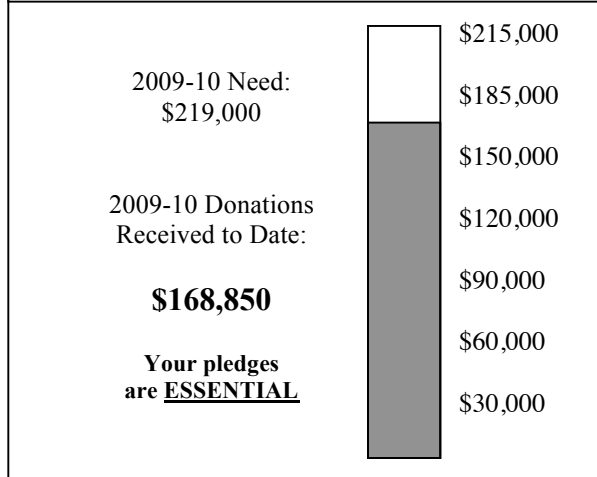 2009-10 Need:
$219,000
2009-10 Donations
Received to Date:
$168,850
Your pledges
are ESSENTIAL
$215,000
$185,000
$150,000
$120,000
$90,000
$60,000
$30,000